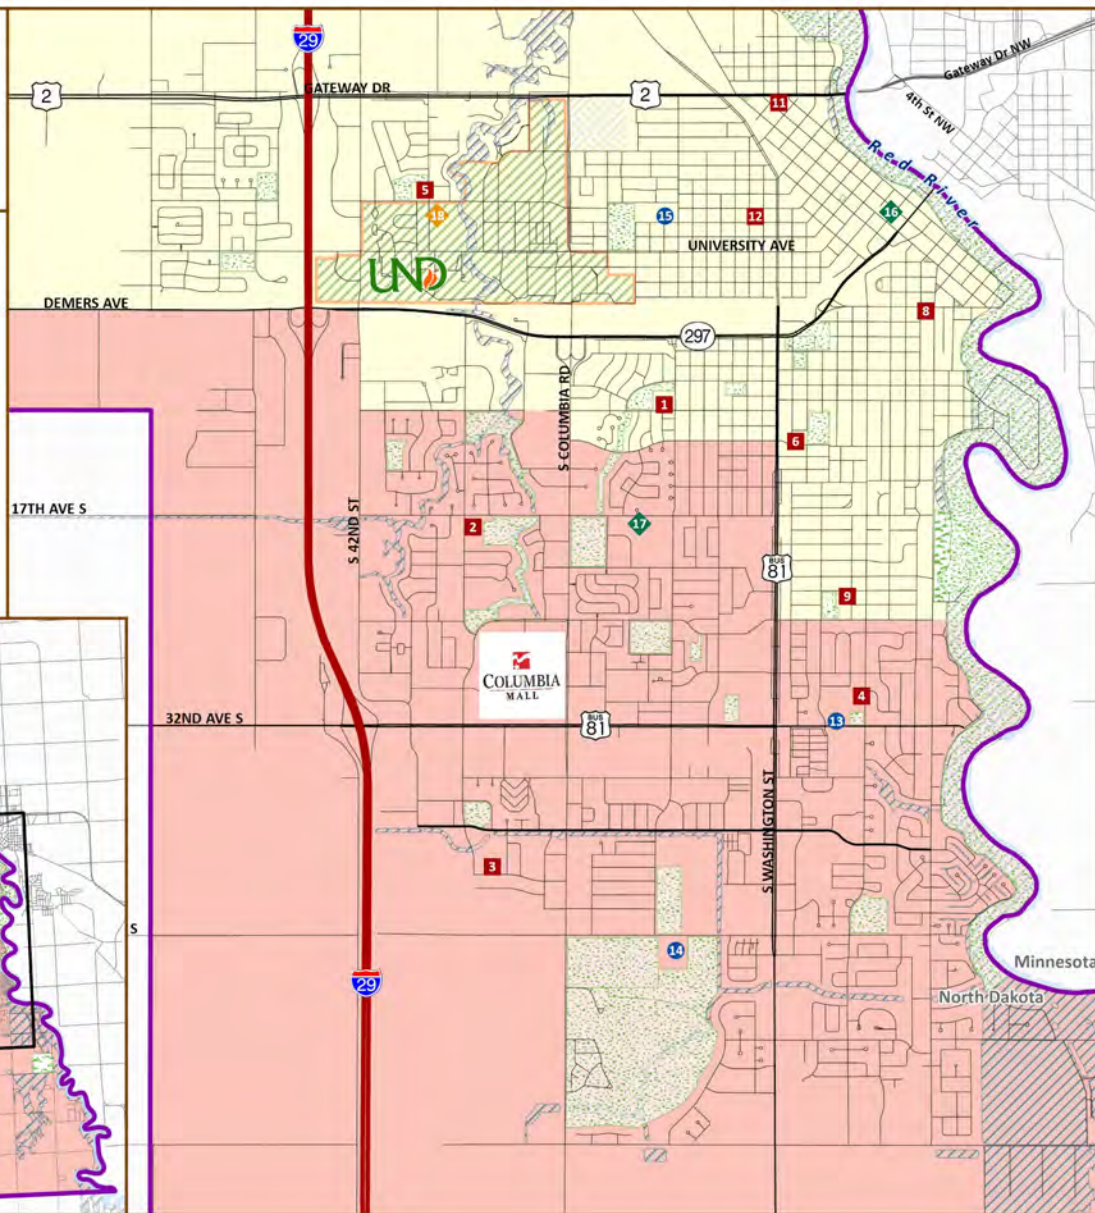 29
GATEWAY DR
2
2
Gateway Dr NW
4th St NW
11
Red River
5
18
15
12
16
UNIVERSITY AVE
UND
DEMERS AVE
8
297
S COLUMBIA RD
1
6
17TH AVE S
S 42ND ST
2
17
BUS
81
9
COLUMBIA
MALL
4
32ND AVE S
BUS
81
13
S WASHINGTON ST
3
S
14
29
Minnesota
North Dakota